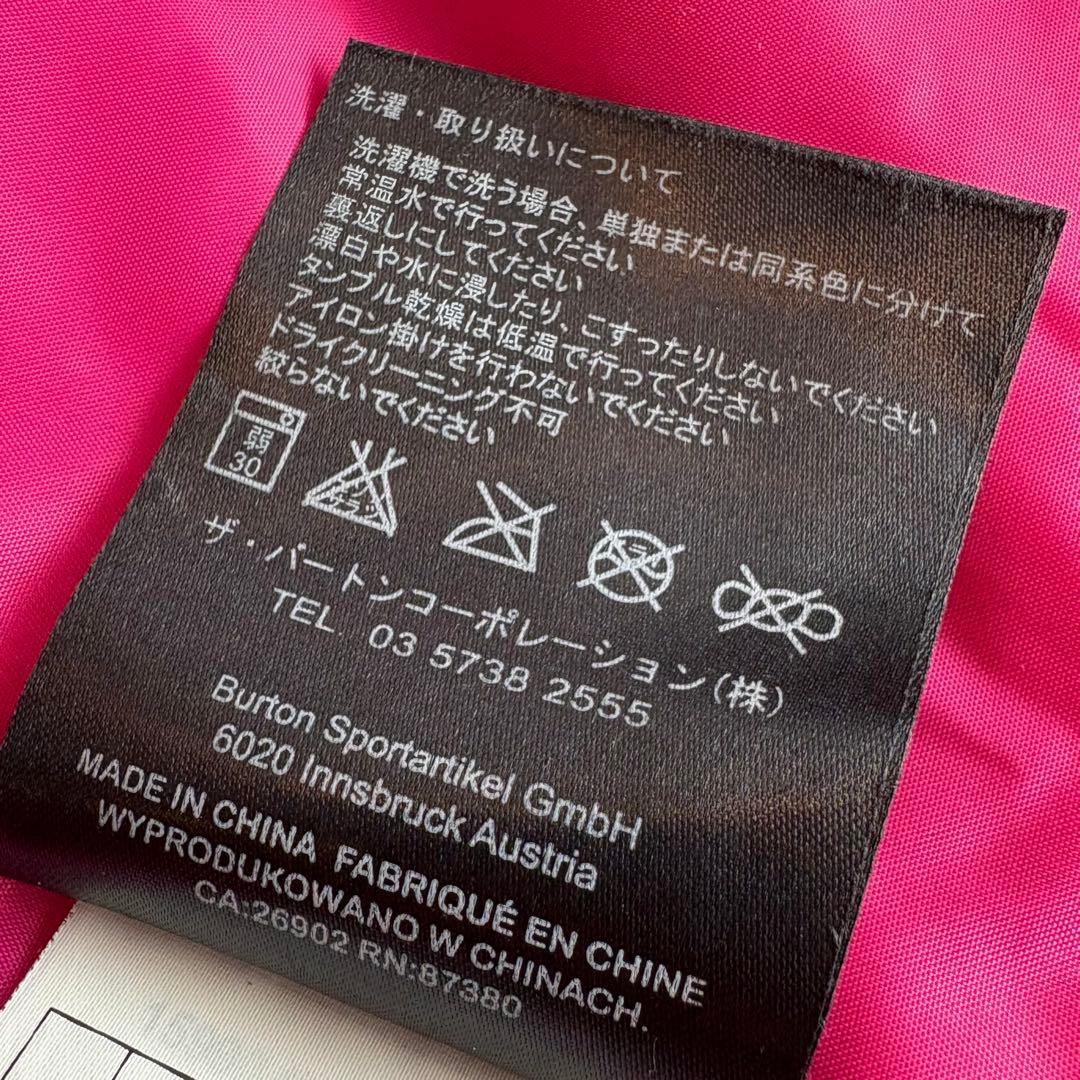 洗濯・取り扱いについて
洗濯機で洗う場合、単独または同系色に分けて
常温水で行ってください
裏返しにしてください
漂白や水に浸したり、こすったりしないでください
タンブル乾燥は低温で行ってください
アイロン掛けを行わないでください
ドライクリーニング不可
絞らないでください
弱
30
ザ・バートンコーポレーション(株)
TEL 03 5738 2555
Burton Sportartikel GmbH
6020 Innsbruck Austria
MADE IN CHINA FABRIQUÉ EN CHINE
WYPRODUKOWANO W CHINACH.
CA:26902 RN:87380